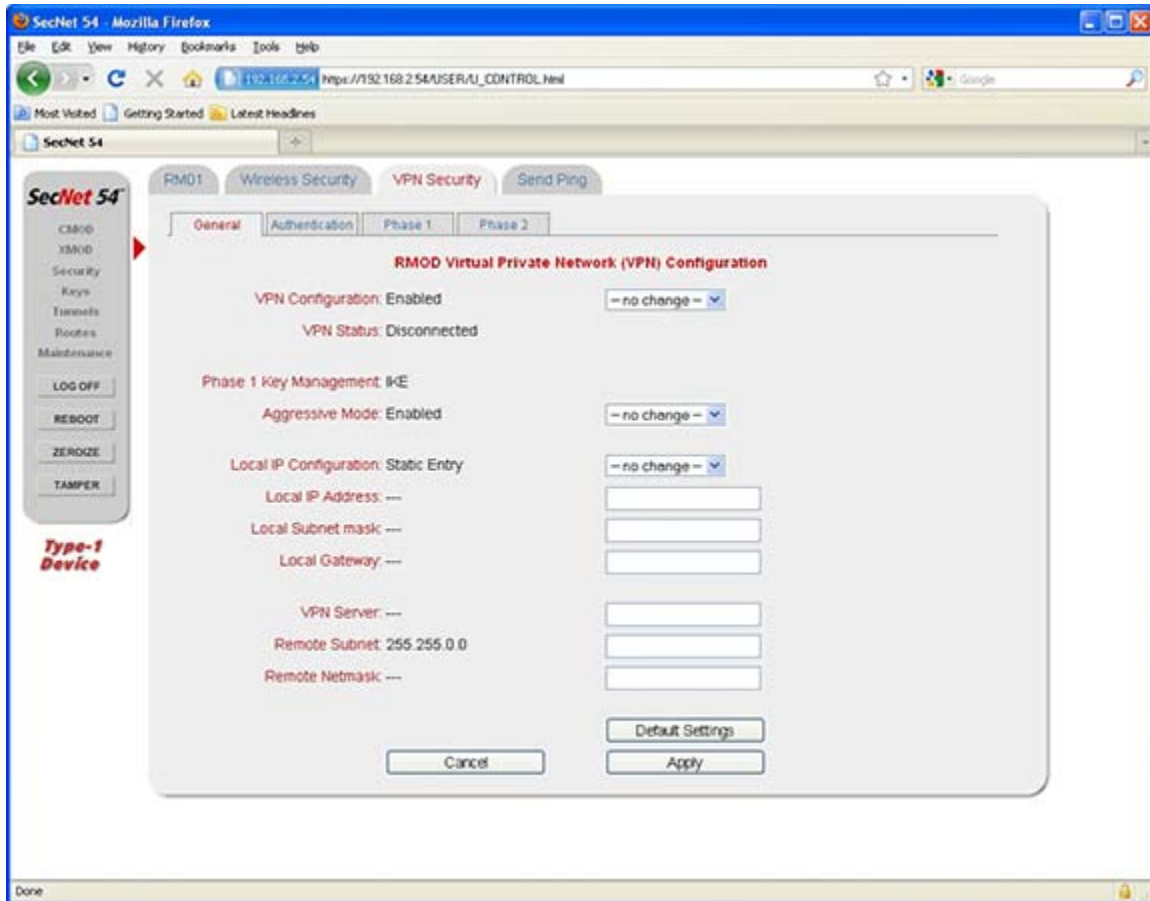 SecNet 54 - Mozilla Firefox
File Edit View History Bookmarks Tools Help
192.168.2.54 https://192.168.2.54/USER/U_CONTROL.html
Google
Most Visited Getting Started Latest Headlines
SecNet 54
SecNet 54
CMOD
XMOD
Security
Keys
Tunnels
Routes
Maintenance
LOG OFF
REBOOT
ZEROIZE
TAMPER
Type-1
Device
RM01 Wireless Security VPN Security Send Ping
General Authentication Phase 1 Phase 2
RMOD Virtual Private Network (VPN) Configuration
VPN Configuration: Enabled -- no change --
VPN Status: Disconnected
Phase 1 Key Management: IKE
Aggressive Mode: Enabled -- no change --
Local IP Configuration: Static Entry -- no change --
Local IP Address: ---
Local Subnet mask: ---
Local Gateway: ---
VPN Server: ---
Remote Subnet: 255.255.0.0
Remote Netmask: ---
Default Settings
Cancel Apply
Done